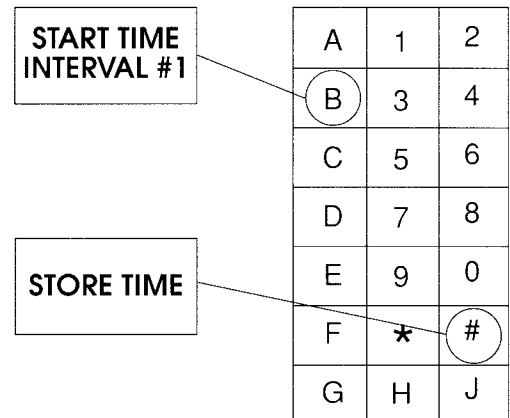 START TIME
INTERVAL #1
A 1 2
B 3 4
C 5 6
D 7 8
STORE TIME
E 9 0
F * #
G H J